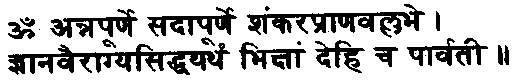 ॐ अन्नपूर्णे सदापूर्णे शंकरप्राणवल्लभे ।
ज्ञानवैराग्यसिद्ध्यर्थं भिक्षां देहि च पार्वती ॥